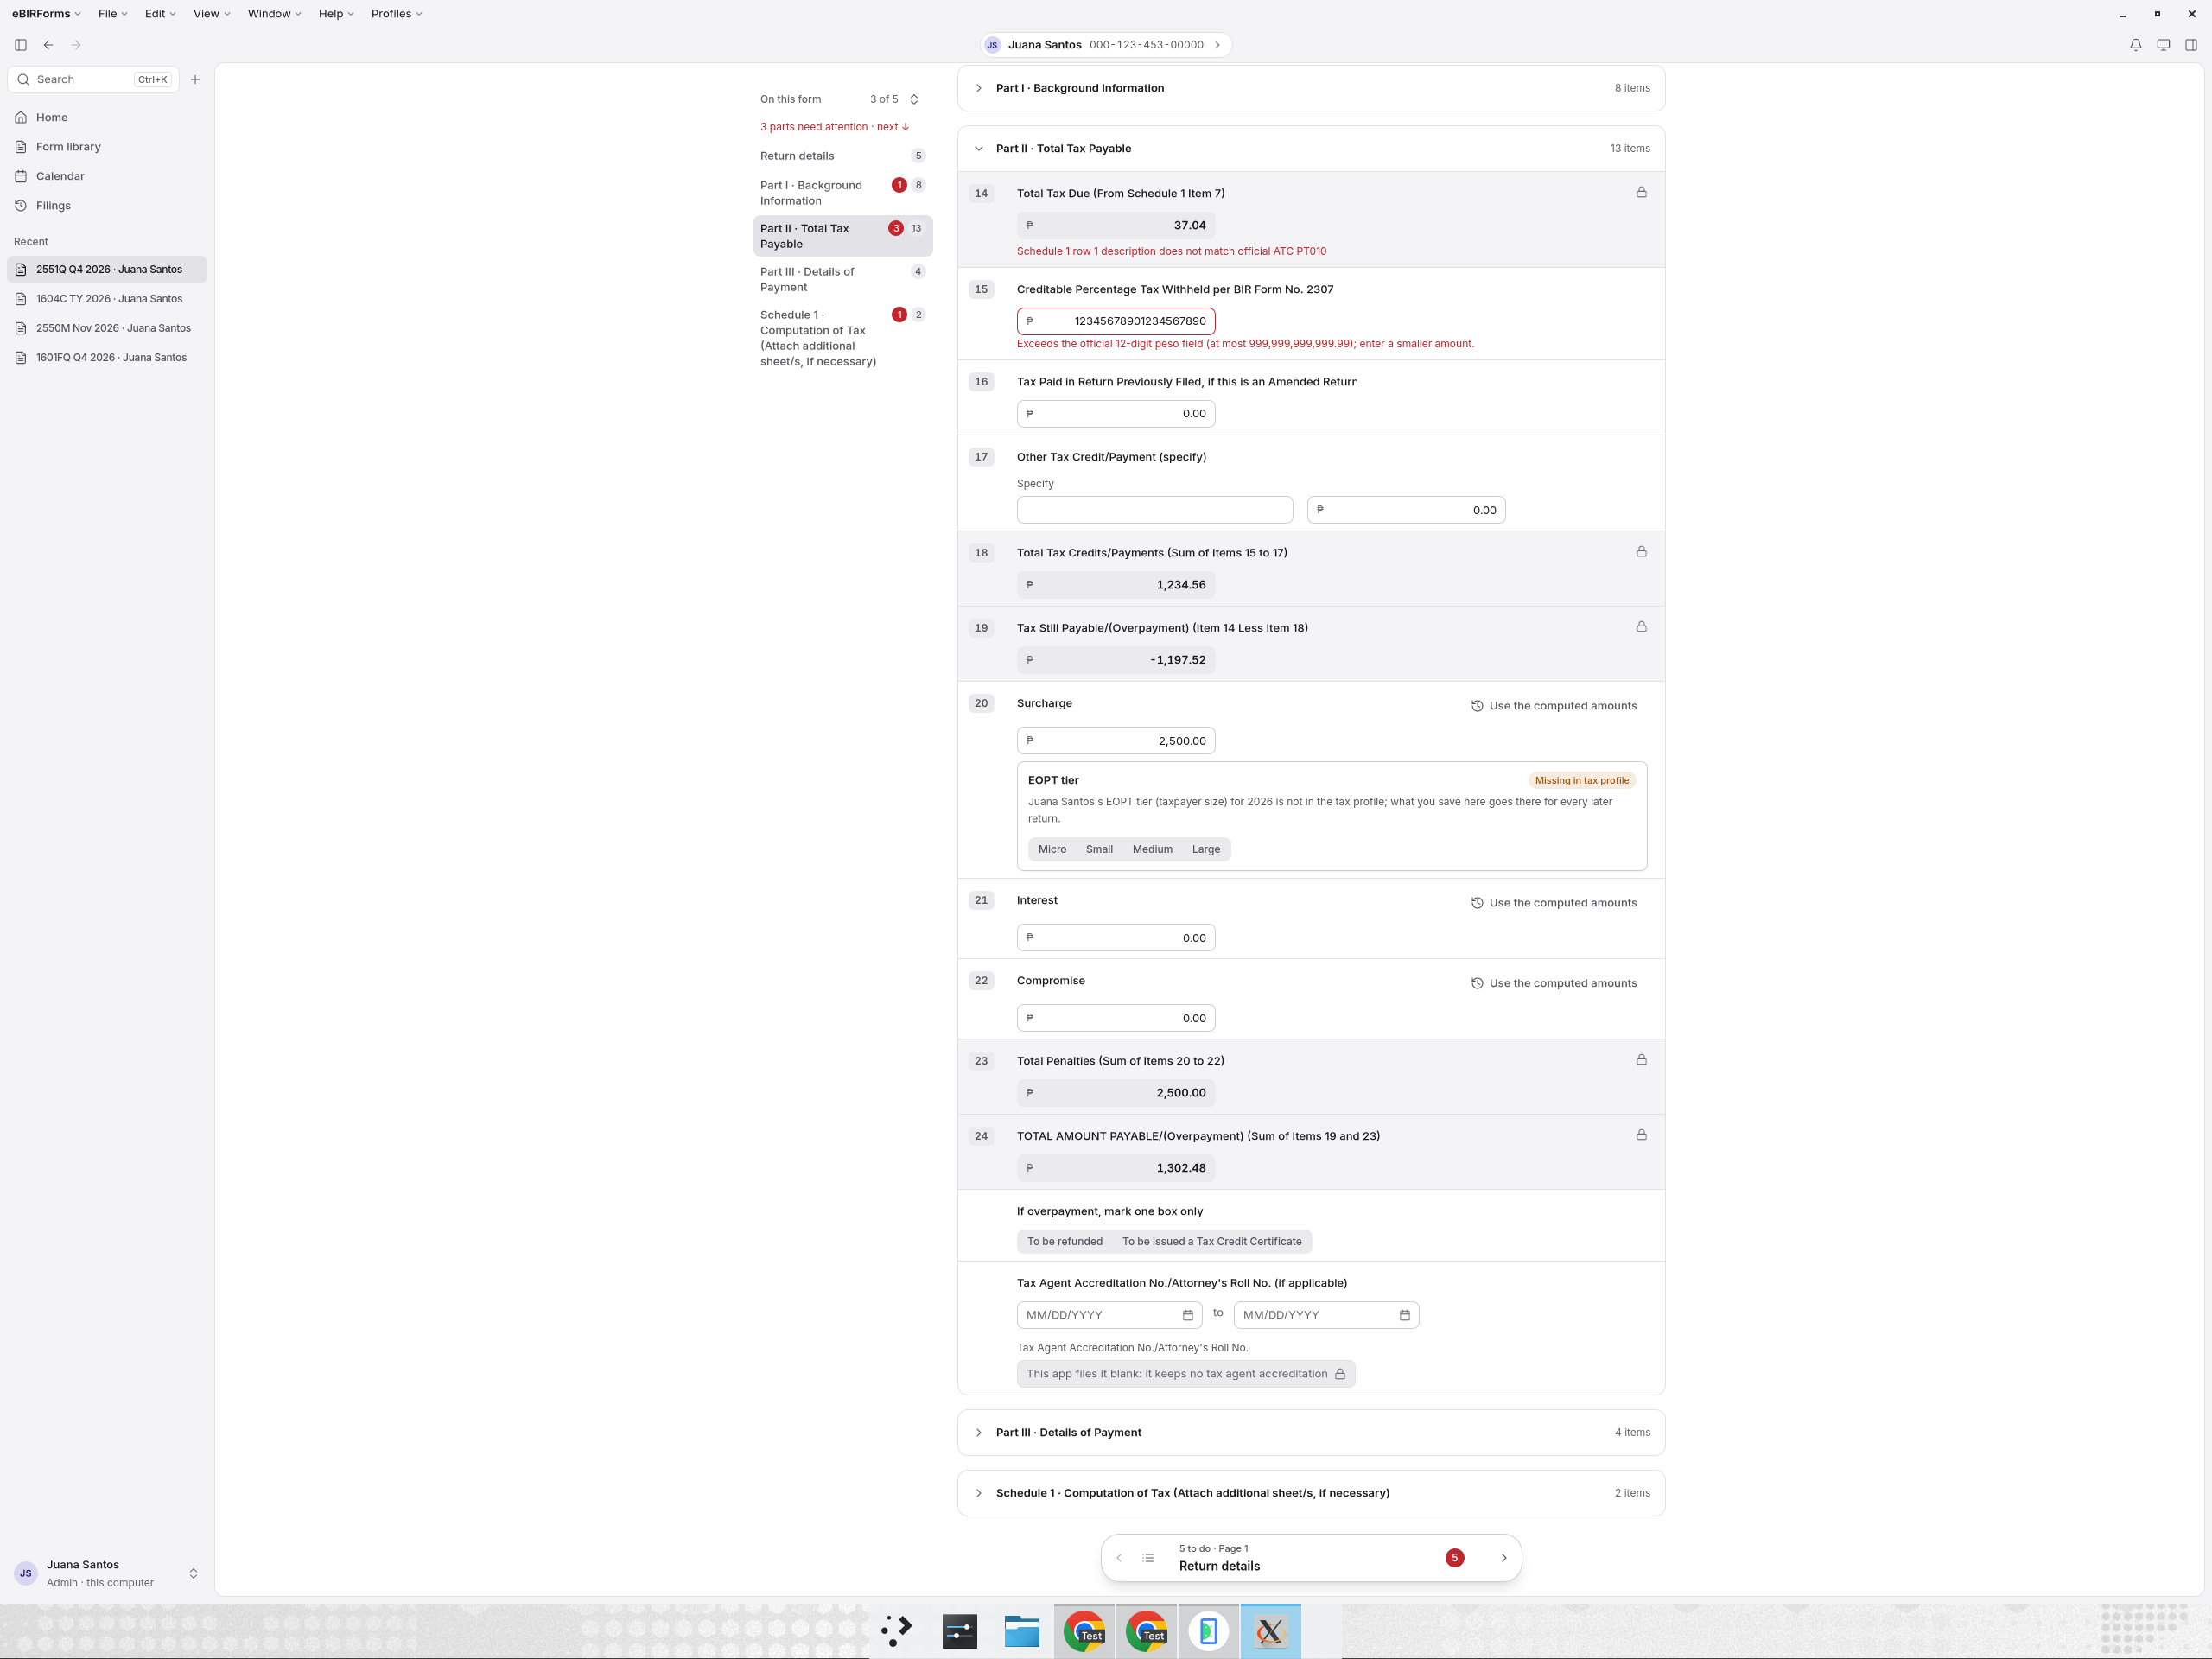 eBIRForms File Edit View Window Help Profiles
JS Juana Santos 000-123-453-00000
Search Ctrl+K
Home
Form library
Calendar
Filings
Recent
2551Q Q4 2026 · Juana Santos
1604C TY 2026 · Juana Santos
2550M Nov 2026 · Juana Santos
1601FQ Q4 2026 · Juana Santos
JS Juana Santos
Admin · this computer
On this form 3 of 5
3 parts need attention · next ↓
Return details 5
Part I · Background 1 8
Information
Part II · Total Tax 3 13
Payable
Part III · Details of 4
Payment
Schedule 1 · 1 2
Computation of Tax
(Attach additional
sheet/s, if necessary)
Part I · Background Information 8 items
Part II · Total Tax Payable 13 items
14 Total Tax Due (From Schedule 1 Item 7)
₱ 37.04
Schedule 1 row 1 description does not match official ATC PT010
15 Creditable Percentage Tax Withheld per BIR Form No. 2307
₱ 12345678901234567890
Exceeds the official 12-digit peso field (at most 999,999,999,999.99); enter a smaller amount.
16 Tax Paid in Return Previously Filed, if this is an Amended Return
₱ 0.00
17 Other Tax Credit/Payment (specify)
Specify
₱ 0.00
18 Total Tax Credits/Payments (Sum of Items 15 to 17)
₱ 1,234.56
19 Tax Still Payable/(Overpayment) (Item 14 Less Item 18)
₱ -1,197.52
20 Surcharge Use the computed amounts
₱ 2,500.00
EOPT tier Missing in tax profile
Juana Santos's EOPT tier (taxpayer size) for 2026 is not in the tax profile; what you save here goes there for every later
return.
Micro Small Medium Large
21 Interest Use the computed amounts
₱ 0.00
22 Compromise Use the computed amounts
₱ 0.00
23 Total Penalties (Sum of Items 20 to 22)
₱ 2,500.00
24 TOTAL AMOUNT PAYABLE/(Overpayment) (Sum of Items 19 and 23)
₱ 1,302.48
If overpayment, mark one box only
To be refunded To be issued a Tax Credit Certificate
Tax Agent Accreditation No./Attorney's Roll No. (if applicable)
MM/DD/YYYY to MM/DD/YYYY
Tax Agent Accreditation No./Attorney's Roll No.
This app files it blank: it keeps no tax agent accreditation
Part III · Details of Payment 4 items
Schedule 1 · Computation of Tax (Attach additional sheet/s, if necessary) 2 items
5 to do · Page 1
Return details 5
Test Test